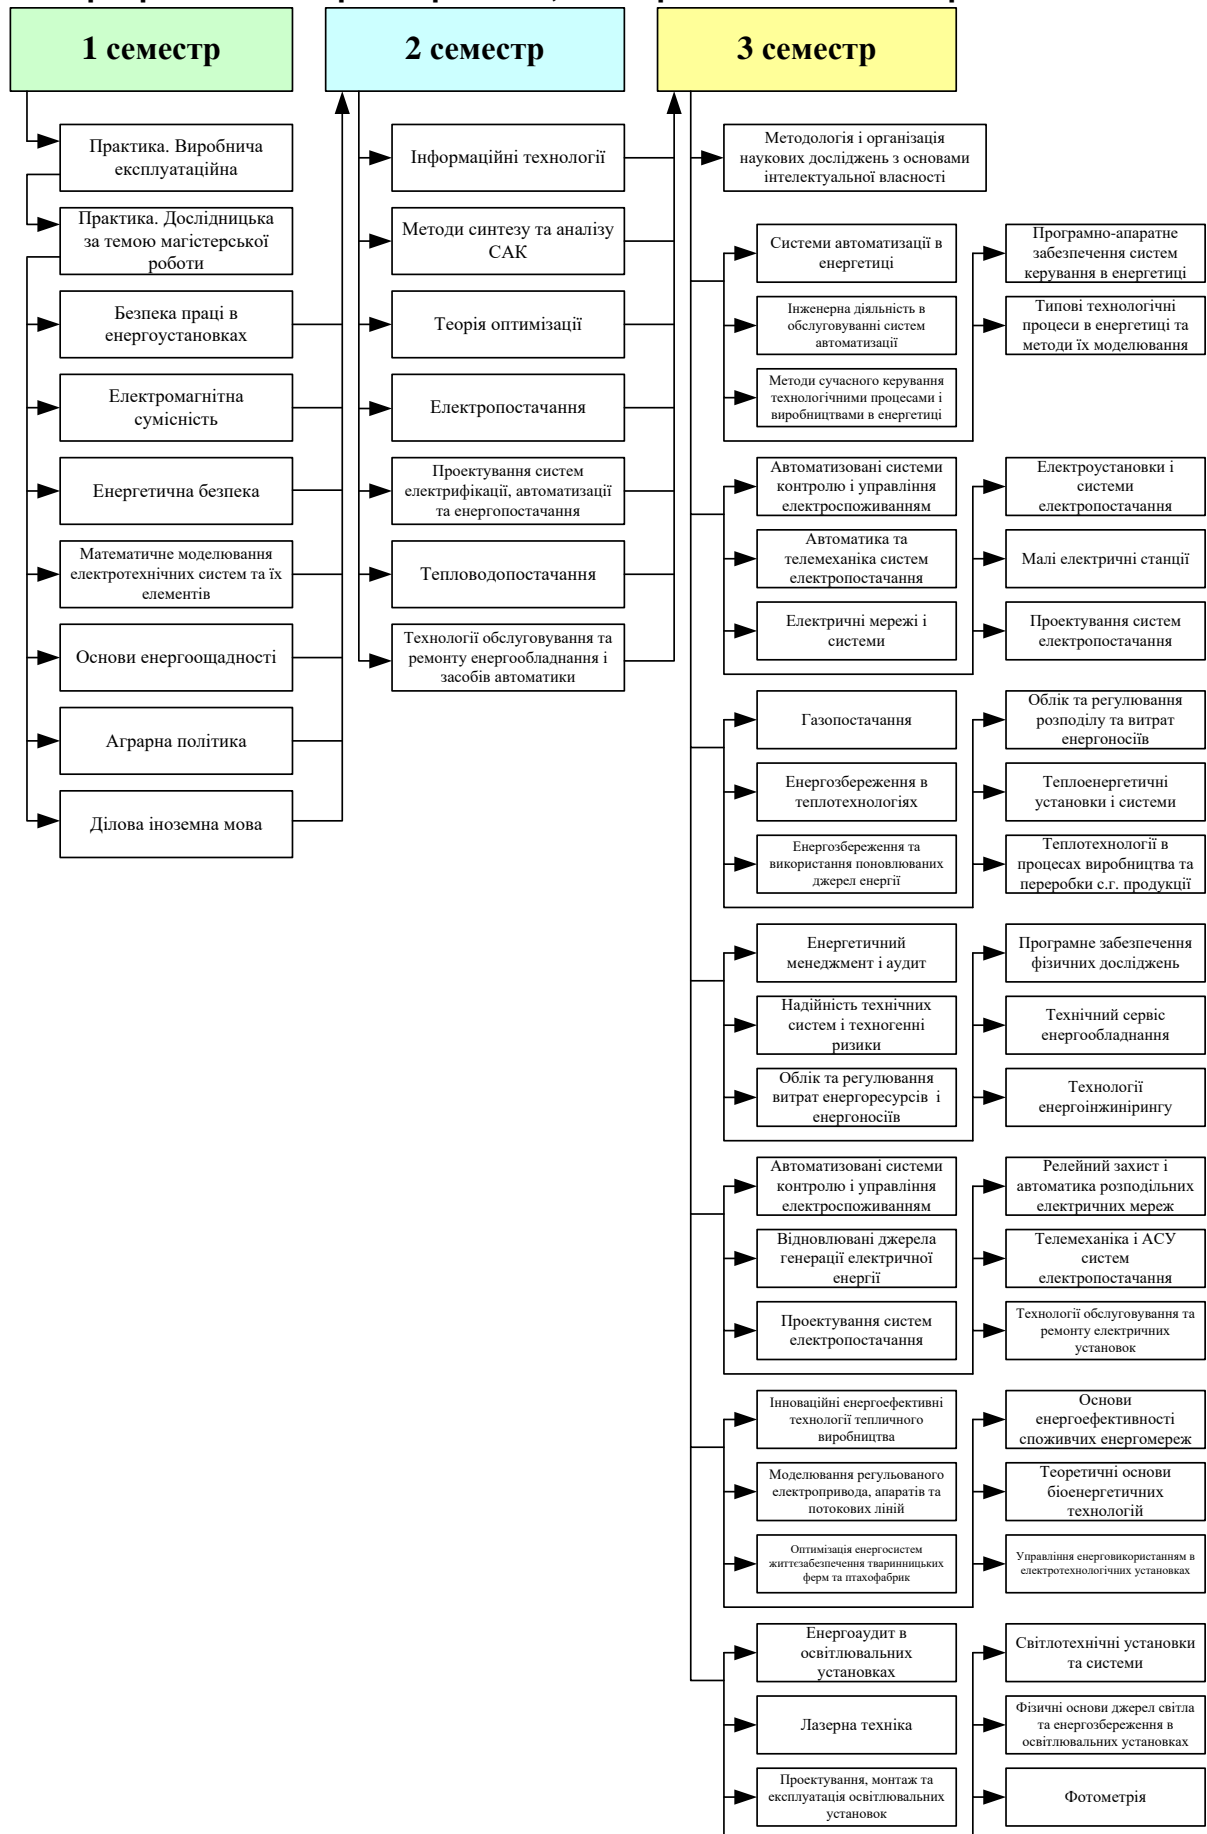 1 семестр
Практика. Виробнича
експлуатаційна
Практика. Дослідницька
за темою магістерської
роботи
Безпека праці в
енергоустановках
Електромагнітна
сумісність
Енергетична безпека
Математичне моделювання
електротехнічних систем та їх
елементів
Основи енергоощадності
Аграрна політика
Ділова іноземна мова
2 семестр
Інформаційні технології
Методи синтезу та аналізу
САК
Теорія оптимізації
Електропостачання
Проектування систем
електрифікації, автоматизації
та енергопостачання
Тепловодопостачання
Технології обслуговування та
ремонту енергообладнання і
засобів автоматики
3 семестр
Методологія і організація
наукових досліджень з основами
інтелектуальної власності
Системи автоматизації в
енергетиці
Інженерна діяльність в
обслуговуванні систем
автоматизації
Методи сучасного керування
технологічними процесами і
виробництвами в енергетиці
Програмно-апаратне
забезпечення систем
керування в енергетиці
Типові технологічні
процеси в енергетиці та
методи їх моделювання
Автоматизовані системи
контролю і управління
електроспоживанням
Автоматика та
телемеханіка систем
електропостачання
Електричні мережі і
системи
Електроустановки і
системи
електропостачання
Малі електричні станції
Проектування систем
електропостачання
Газопостачання
Енергозбереження в
теплотехнологіях
Енергозбереження та
використання поновлюваних
джерел енергії
Облік та регулювання
розподілу та витрат
енергоносіїв
Теплоенергетичні
установки і системи
Теплотехнології в
процесах виробництва та
переробки с.г. продукції
Енергетичний
менеджмент і аудит
Надійність технічних
систем і техногенні
ризики
Облік та регулювання
витрат енергоресурсів і
енергоносіїв
Програмне забезпечення
фізичних досліджень
Технічний сервіс
енергообладнання
Технології
енергоінжинірингу
Автоматизовані системи
контролю і управління
електроспоживанням
Відновлювані джерела
генерації електричної
енергії
Проектування систем
електропостачання
Релейний захист і
автоматика розподільних
електричних мереж
Телемеханіка і АСУ
систем
електропостачання
Технології обслуговування та
ремонту електричних
установок
Інноваційні енергоефективні
технології тепличного
виробництва
Моделювання регульованого
електропривода, апаратів та
потокових ліній
Оптимізація енергосистем
життєзабезпечення тваринницьких
ферм та птахофабрик
Основи
енергоефективності
споживчих енергомереж
Теоретичні основи
біоенергетичних
технологій
Управління енерговикористанням в
електротехнологічних установках
Енергоаудит в
освітлювальних
установках
Лазерна техніка
Проектування, монтаж та
експлуатація освітлювальних
установок
Світлотехнічні установки
та системи
Фізичні основи джерел світла
та енергозбереження в
освітлювальних установках
Фотометрія